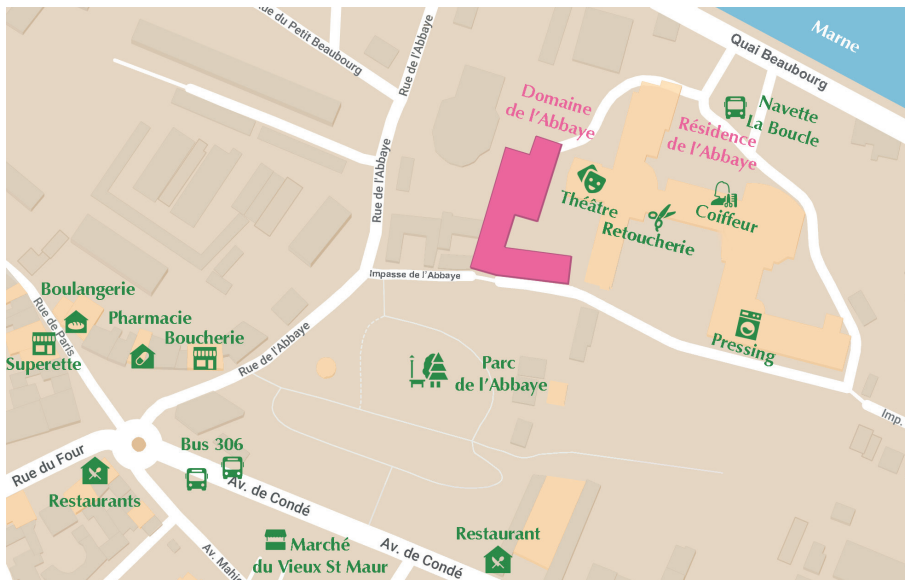 Marne
Quai Beaubourg
Rue du Petit Beaubourg
Rue de l'Abbaye
Domaine
de l'Abbaye
Navette
La Boucle
Résidence
de l'Abbaye
Rue de l'Abbaye
Théâtre
Coiffeur
Retoucherie
Impasse de l'Abbaye
Boulangerie
Rue de Paris
Pharmacie
Boucherie
Superette
Rue de l'Abbaye
Pressing
Parc
de l'Abbaye
Imp.
Bus 306
Rue du Four
Restaurants
Av. de Condé
Restaurant
Marché
du Vieux St Maur
Av. de Condé
Av. Mahie